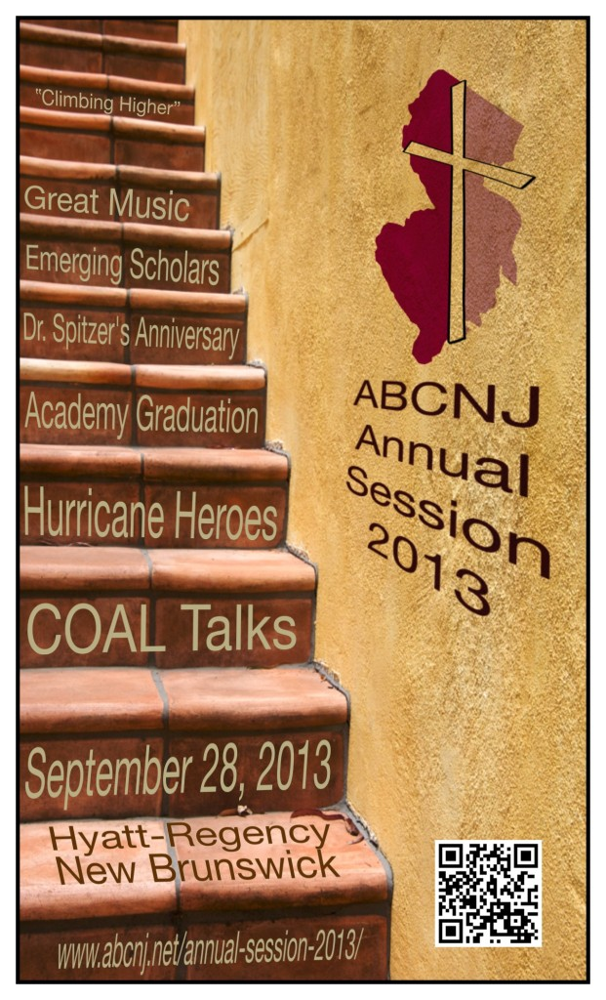 "Climbing Higher"
Great Music
Emerging Scholars
Dr. Spitzer's Anniversary
Academy Graduation
Hurricane Heroes
COAL Talks
September 28, 2013
Hyatt-Regency
New Brunswick
www.abcnj.net/annual-session-2013/
ABCNJ
Annual
Session
2013